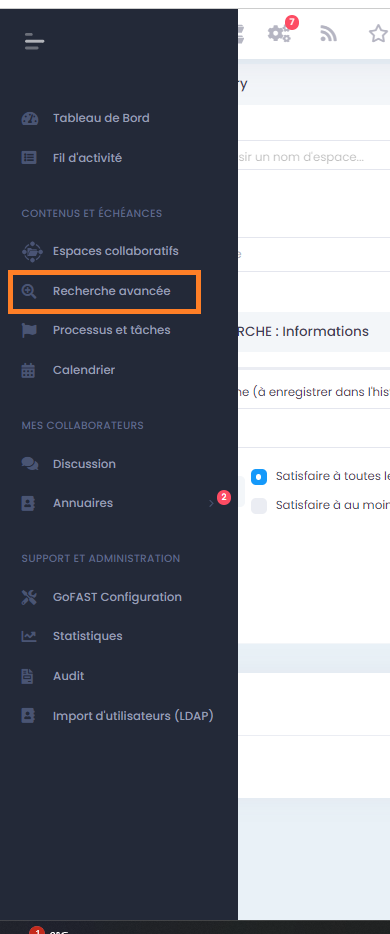 7
ry
Tableau de Bord
Fil d'activité
sir un nom d'espace...
CONTENUS ET ÉCHÉANCES
Espaces collaboratifs
e
Recherche avancée
Processus et tâches
RCHE : Informations
Calendrier
ne (à enregistrer dans l'his
MES COLLABORATEURS
Discussion
Satisfaire à toutes le
Annuaires
2
Satisfaire à au moin
SUPPORT ET ADMINISTRATION
GoFAST Configuration
Statistiques
Audit
Import d'utilisateurs (LDAP)
1